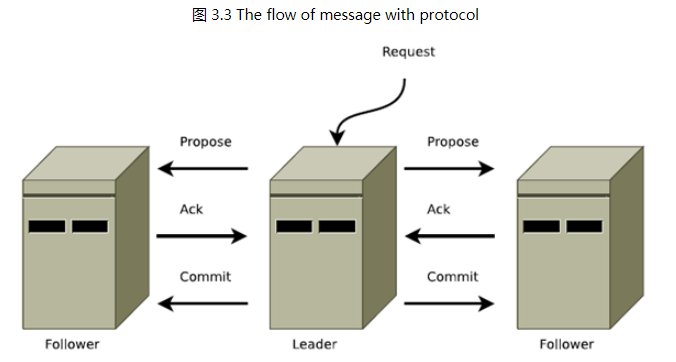 图 3.3 The flow of message with protocol
Request
Propose
Propose
Ack
Ack
Commit
Commit
Follower
Leader
Follower